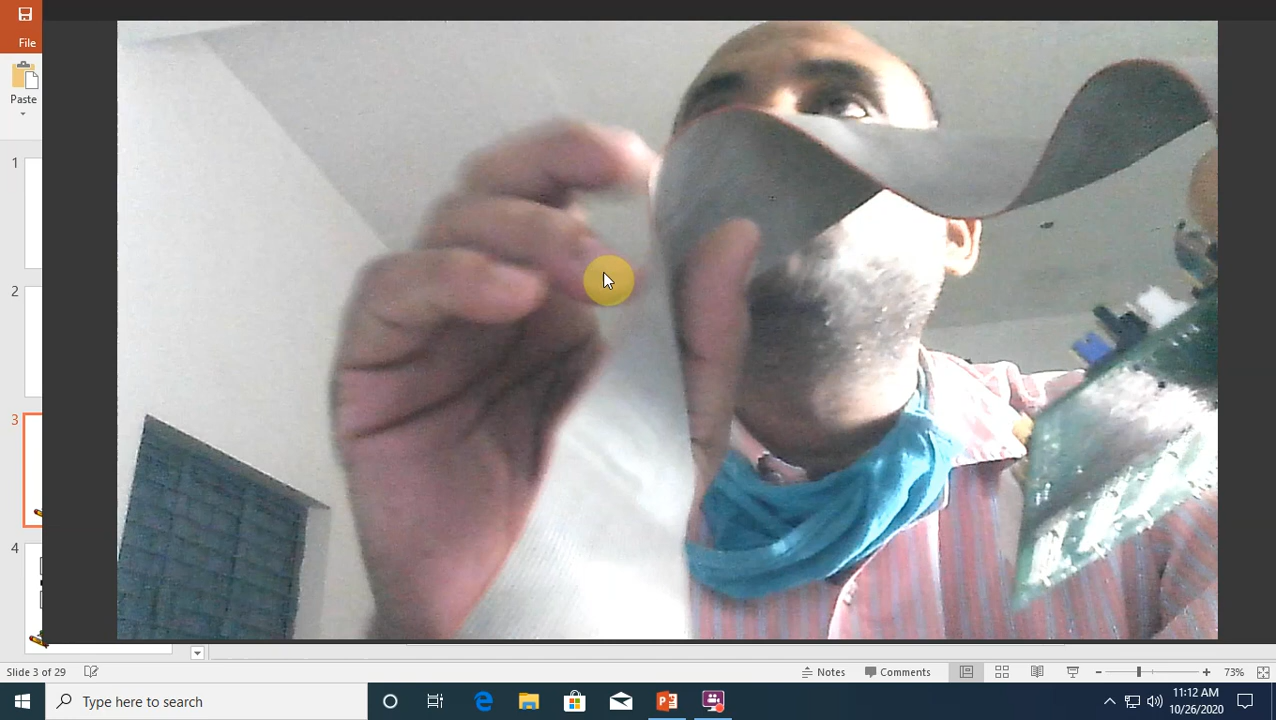 File
Paste
1
2
3
4
Slide 3 of 29
Notes
Comments
73%
Type here to search
11:12 AM
10/26/2020